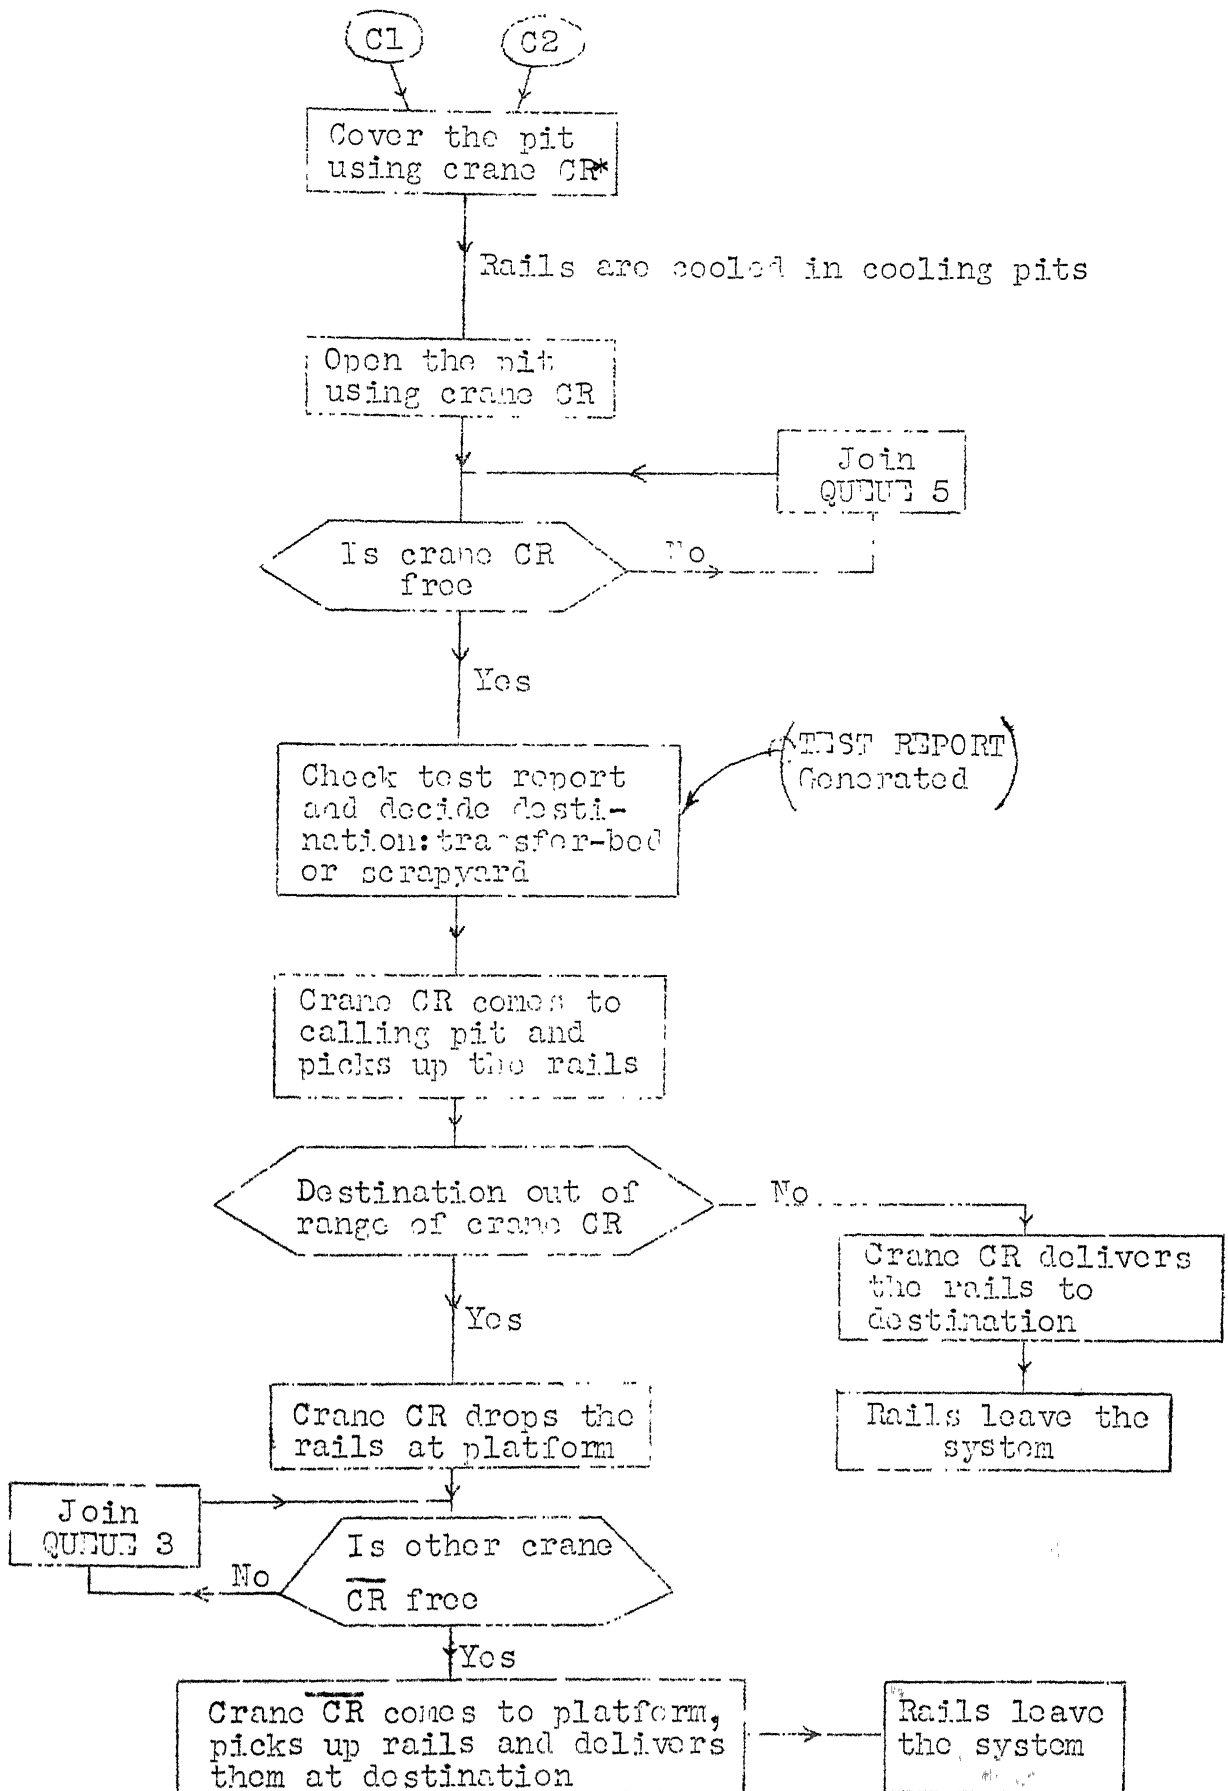 C1
C2
Cover the pit
using crane CR*
Rails are cooled in cooling pits
Open the pit
using crane CR
Join
QUEUE 5
Is crane CR
free
No
Yes
TEST REPORT
Generated
Check test report
and decide desti-
nation:transfer-bed
or scrapyard
Crane CR comes to
calling pit and
picks up the rails
Destination out of
range of crane CR
No
Crane CR delivers
the rails to
destination
Yes
Rails leave the
system
Crane CR drops the
rails at platform
Join
QUEUE 3
Is other crane
C̅R̅ free
No
Yes
Crane C̅R̅ comes to platform,
picks up rails and delivers
them at destination
Rails leave
the system